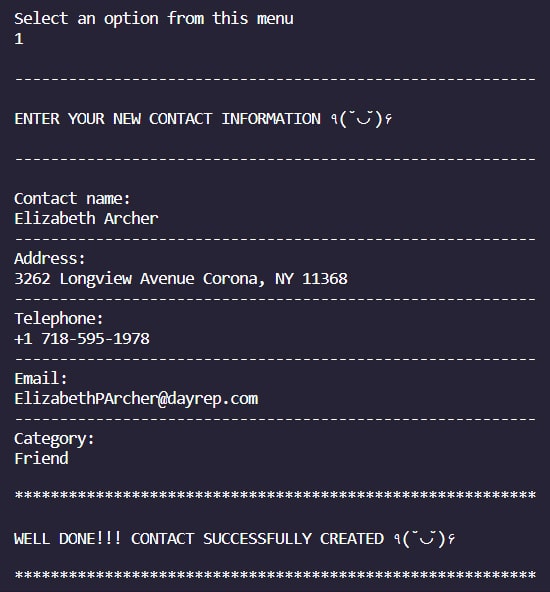 Select an option from this menu
1
----------------------------------------------------------
ENTER YOUR NEW CONTACT INFORMATION ٩(˘◡˘)۶
----------------------------------------------------------
Contact name:
Elizabeth Archer
----------------------------------------------------------
Address:
3262 Longview Avenue Corona, NY 11368
----------------------------------------------------------
Telephone:
+1 718-595-1978
----------------------------------------------------------
Email:
ElizabethPArcher@dayrep.com
----------------------------------------------------------
Category:
Friend
**********************************************************
WELL DONE!!! CONTACT SUCCESSFULLY CREATED ٩(˘◡˘)۶
**********************************************************